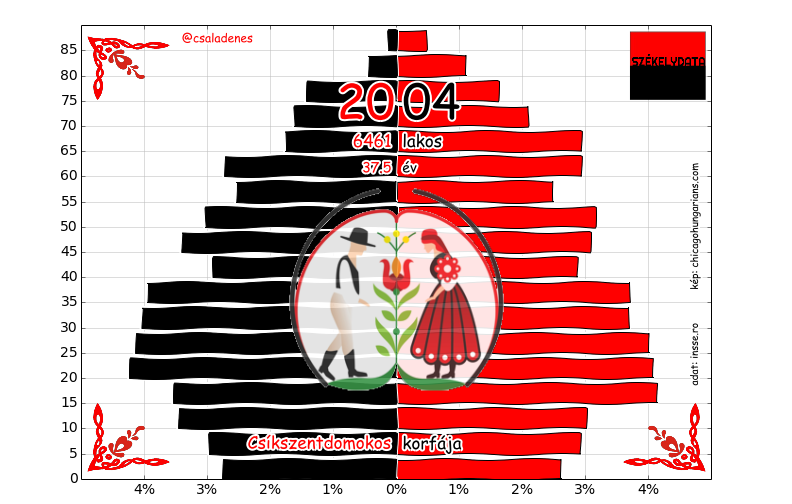 @csaladenes
SZÉKELYDATA
2004
6461 lakos
37.5 év
kép: chicagohungarians.com
adat: insse.ro
Csíkszentdomokos korfája
85
80
75
70
65
60
55
50
45
40
35
30
25
20
15
10
5
0
4% 3% 2% 1% 0% 1% 2% 3% 4%